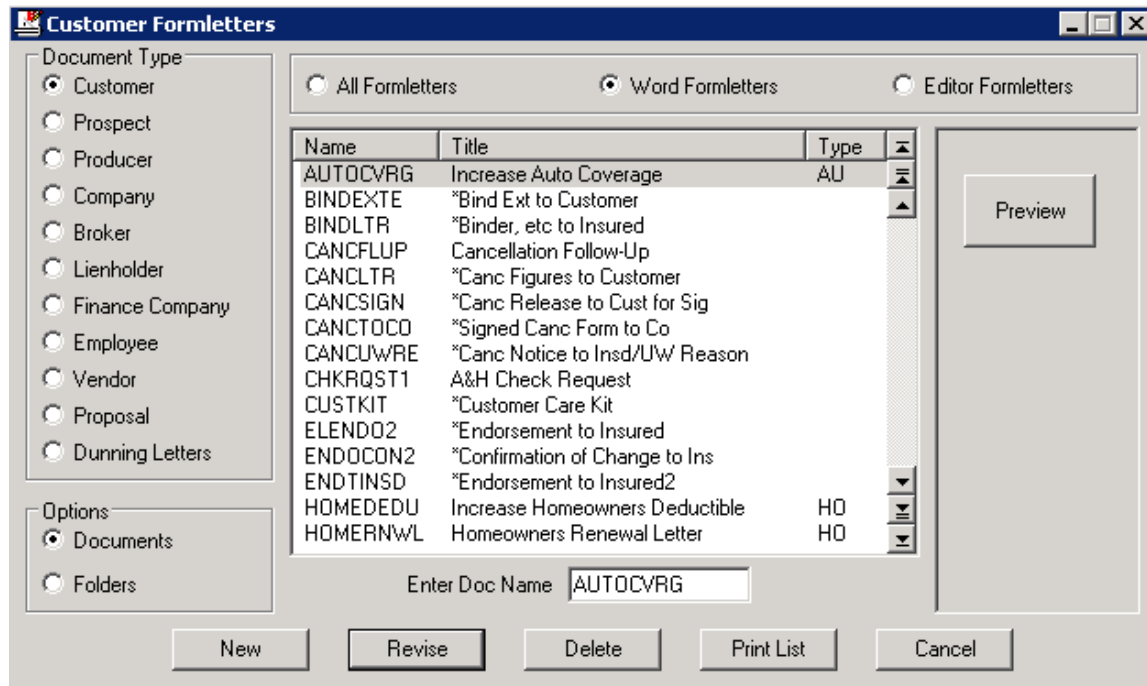 Customer Formletters
Document Type
Customer
Prospect
Producer
Company
Broker
Lienholder
Finance Company
Employee
Vendor
Proposal
Dunning Letters
Options
Documents
Folders
All Formletters Word Formletters Editor Formletters
Name Title Type
AUTOCVRG Increase Auto Coverage AU
BINDEXTE *Bind Ext to Customer
BINDLTR *Binder, etc to Insured
CANCFLUP Cancellation Follow-Up
CANCLTR *Canc Figures to Customer
CANCSIGN *Canc Release to Cust for Sig
CANCTOCO *Signed Canc Form to Co
CANCUWRE *Canc Notice to Insd/UW Reason
CHKRQST1 A&H Check Request
CUSTKIT *Customer Care Kit
ELENDO2 *Endorsement to Insured
ENDOCON2 *Confirmation of Change to Ins
ENDTINSD *Endorsement to Insured2
HOMEDEDU Increase Homeowners Deductible HO
HOMERNWL Homeowners Renewal Letter HO
Enter Doc Name AUTOCVRG
Preview
New Revise Delete Print List Cancel